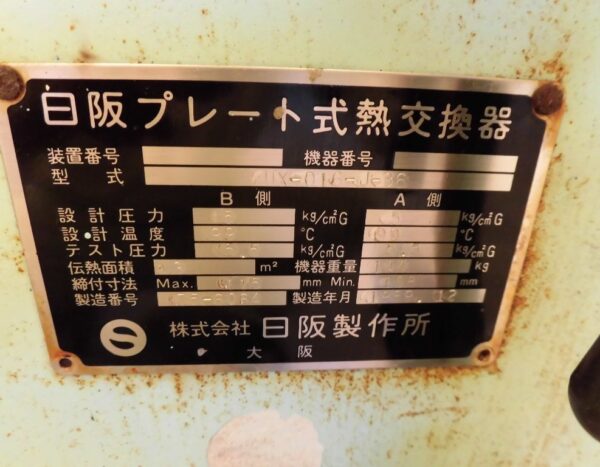 日阪プレート式熱交換器
装置番号 機器番号
型式
B側 A側
設計圧力 kg/cm²G kg/cm²G
設計温度 °C °C
テスト圧力 kg/cm²G kg/cm²G
伝熱面積 m² 機器重量 kg
締付寸法 Max. mm Min. mm
製造番号 製造年月 12
株式会社 日阪製作所
大阪